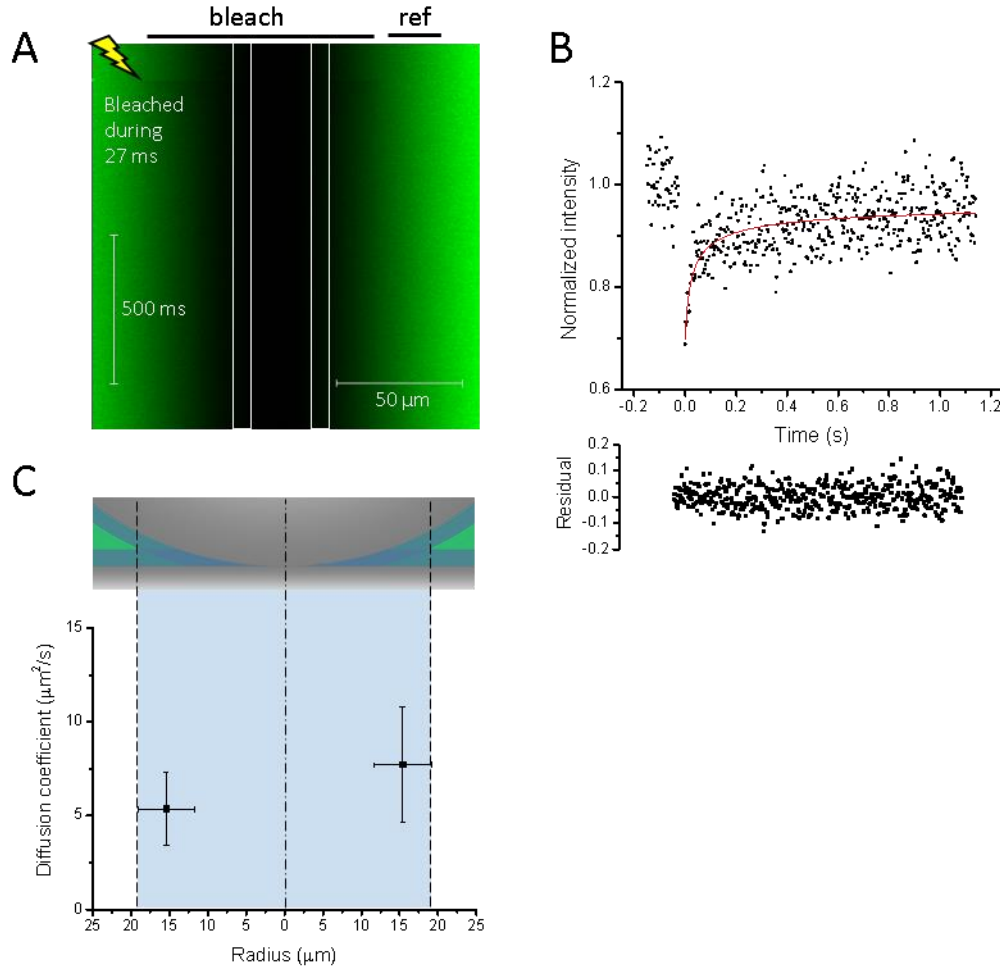 A
bleach
ref
Bleached
during
27 ms
500 ms
50 μm
B
1.2
1.0
0.8
0.6
Normalized intensity
-0.2 0.0 0.2 0.4 0.6 0.8 1.0 1.2
Time (s)
0.2
0.1
0.0
-0.1
-0.2
Residual
C
15
10
5
0
Diffusion coefficient (μm²/s)
25 20 15 10 5 0 5 10 15 20 25
Radius (μm)